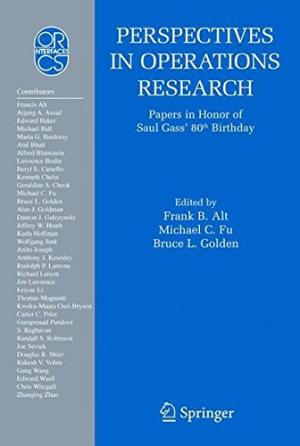 OR
INTERFACES
CS
PERSPECTIVES
IN OPERATIONS
RESEARCH
Papers in Honor of
Saul Gass' 80th Birthday
Edited by
Frank B. Alt
Michael C. Fu
Bruce L. Golden
Contributors
Francis Alt
Arjang A. Assad
Edward Baker
Michael Ball
Maria G. Bardossy
Atul Bhatt
Alfred Blumstein
Lawrence Bodin
Beryl E. Castello
Kenneth Chelst
Geraldine S. Cheok
Michael C. Fu
Bruce L. Golden
Alan J. Goldman
Damon J. Gulczynski
Jeffrey W. Heath
Karla Hoffman
Wolfgang Jank
Anito Joseph
Anthony J. Kearsley
Rudolph P. Lamone
Richard Larson
Jim Lawrence
Feiyue Li
Thomas Magnanti
Kweku-Muata Osei-Bryson
Carter C. Price
Guruprasad Pundoor
S. Raghavan
Randall S. Robinson
Joe Seviek
Douglas R. Shier
Rakesh V. Vohra
Gang Wang
Edward Wasil
Chris Witzgall
Zhanging Zhao
Springer